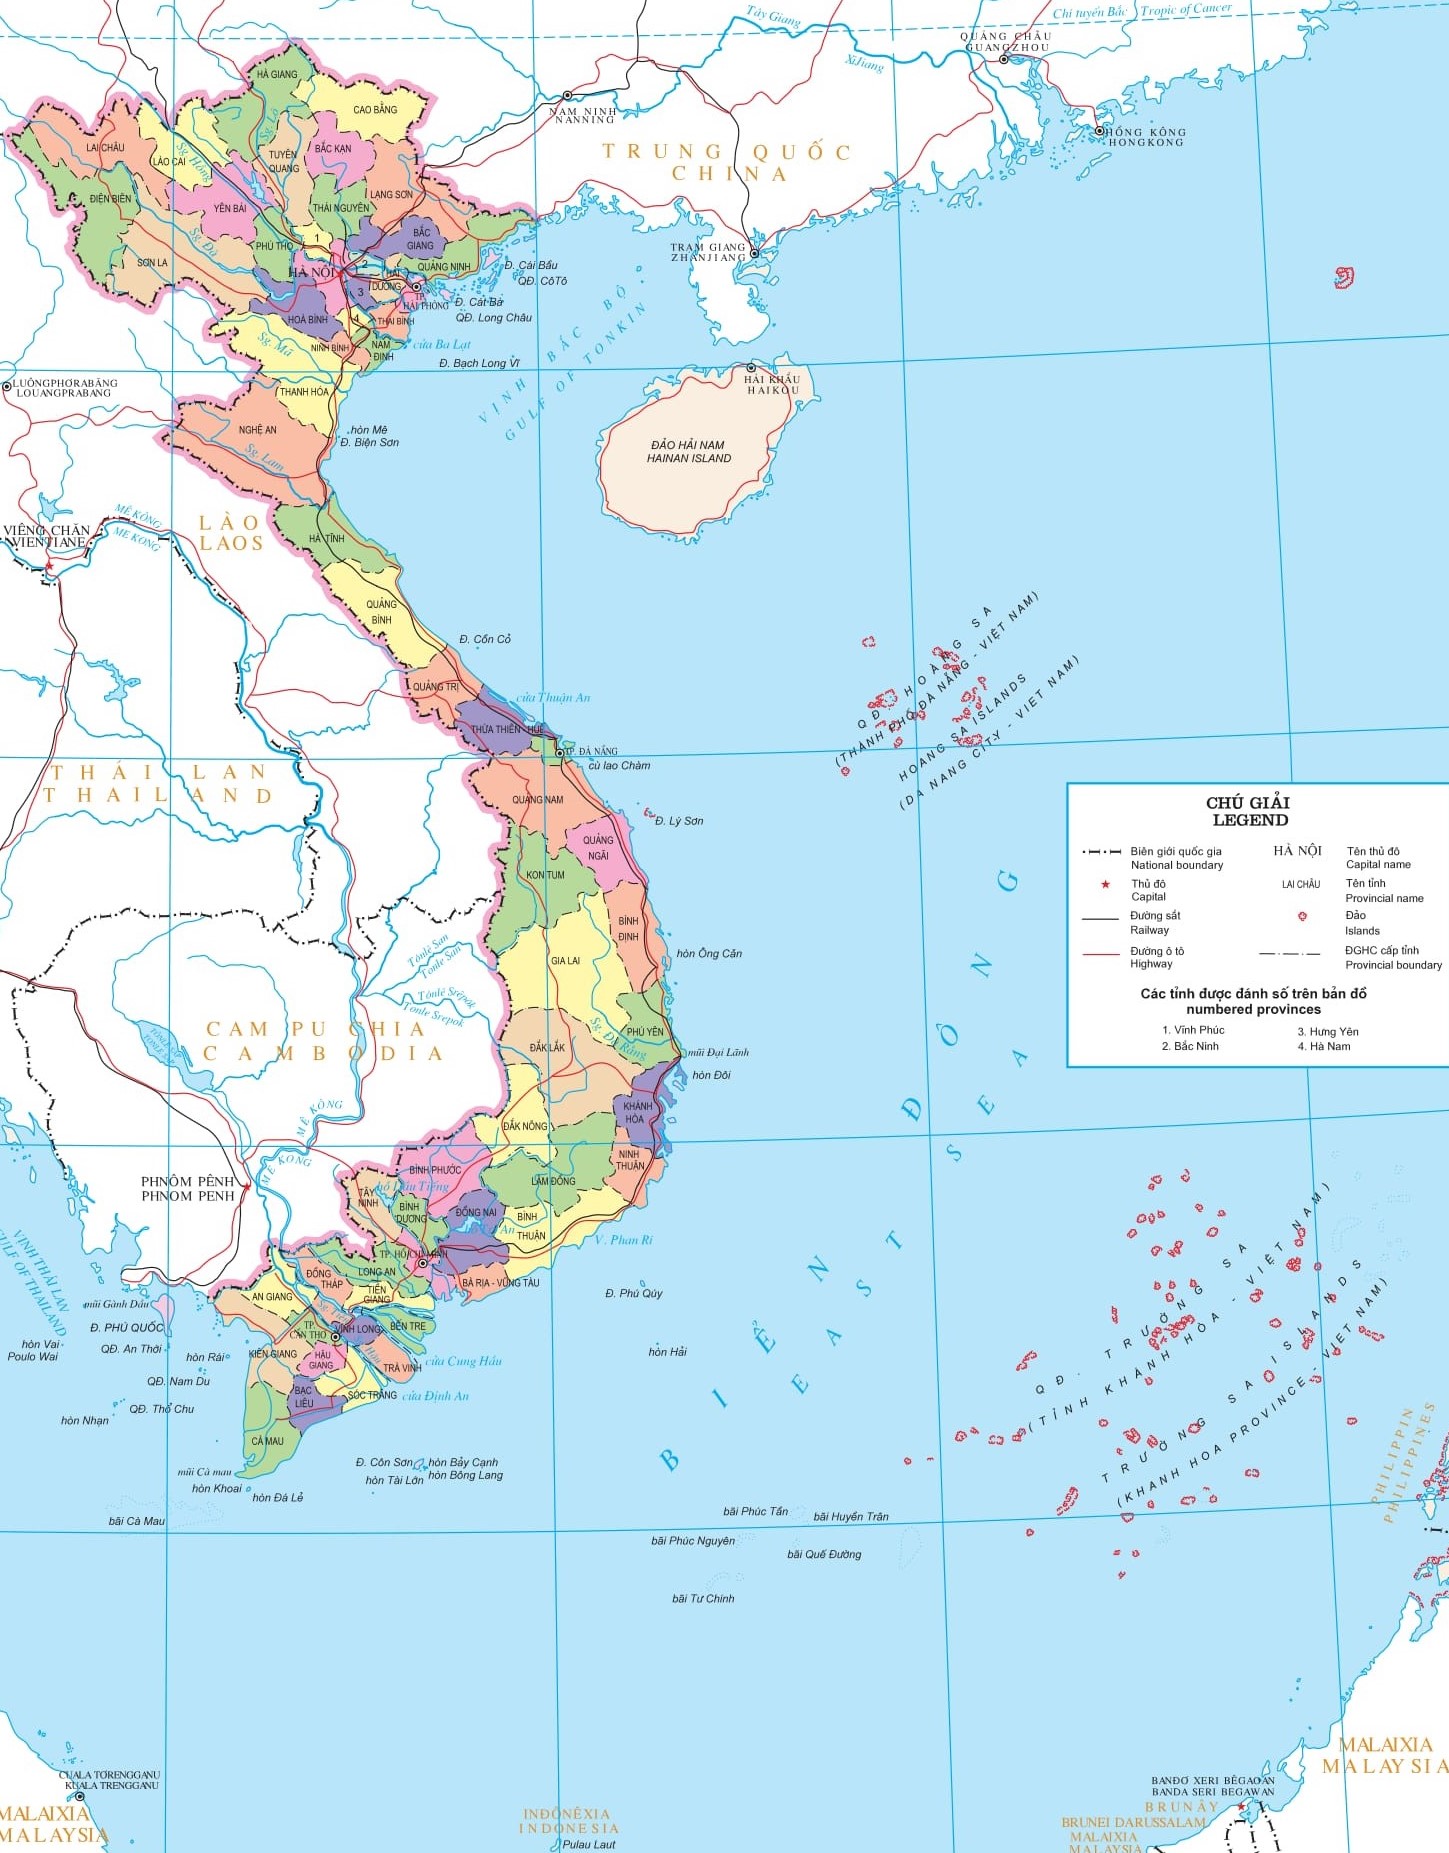 Tây Giang
XiJiang
Chí tuyến Bắc
Tropic of Cancer
QUẢNG CHÂU
GUANGZHOU
NAM NINH
NANNING
HỒNG KÔNG
HONGKONG
TRUNG QUỐC
CHINA
TRẠM GIANG
ZHANJIANG
HÀ GIANG
CAO BẰNG
LAI CHÂU
LÀO CAI
Sg. Lô
Sg. Hồng
TUYÊN
QUANG
BẮC KẠN
ĐIỆN BIÊN
YÊN BÁI
THÁI NGUYÊN
LẠNG SƠN
Sg. Đà
PHÚ THỌ
1
BẮC
GIANG
SƠN LA
HÀ NỘI
2
QUẢNG NINH
HẢI
DƯƠNG
3
TP.
HẢI PHÒNG
Đ. Cái Bầu
QĐ. CôTô
Đ. Cát Bà
QĐ. Long Châu
HOÀ BÌNH
4
THÁI BÌNH
NINH BÌNH
NAM
ĐỊNH
cửa Ba Lạt
Đ. Bạch Long Vĩ
Sg. Mã
VỊNH BẮC BỘ
GULF OF TONKIN
LUÔNGPHƠRABĂNG
LOUANGPRABANG
THANH HÓA
HẢI KHẨU
HAIKOU
NGHỆ AN
hòn Mê
Đ. Biện Sơn
Sg. Lam
ĐẢO HẢI NAM
HAINAN ISLAND
MÊ KÔNG
ME KONG
VIÊNG CHĂN
VIENTIANE
LÀO
LAOS
HÀ TĨNH
QUẢNG
BÌNH
Đ. Cồn Cỏ
QUẢNG TRỊ
cửa Thuận An
THỪA THIÊN HUẾ
TP. ĐÀ NẴNG
cù lao Chàm
QĐ. HOÀNG SA
(THÀNH PHỐ ĐÀ NẴNG - VIỆT NAM)
HOANG SA ISLANDS
(DA NANG CITY - VIET NAM)
THÁI LAN
THAILAND
QUẢNG NAM
Đ. Lý Sơn
QUẢNG
NGÃI
KON TUM
BÌNH
ĐỊNH
hòn Ông Căn
GIA LAI
Tônlê San
Tonle San
Tônlê Srêpôk
Tonle Srepok
CAM PU CHIA
CAMBODIA
TÔNLÊ SAP
TONLE SAP
PHÚ YÊN
Sg. Đà Rằng
ĐẮK LẮK
mũi Đại Lãnh
hòn Đôi
KHÁNH
HÒA
ĐẮK NÔNG
MÊ KÔNG
ME KONG
NINH
THUẬN
BÌNH PHƯỚC
hồ Dầu Tiếng
LÂM ĐỒNG
PHNÔM PÊNH
PHNOM PENH
TÂY
NINH
BÌNH
DƯƠNG
ĐỒNG NAI
BÌNH
THUẬN
V. Phan Rí
TP. HỒ CHÍ MINH
LONG AN
ĐỒNG
THÁP
TIỀN
GIANG
BÀ RỊA - VŨNG TÀU
Đ. Phú Qúy
AN GIANG
BẾN TRE
TP.
CẦN THƠ
VĨNH LONG
KIÊN GIANG
HẬU
GIANG
TRÀ VINH
cửa Cung Hầu
BẠC
LIÊU
SÓC TRĂNG
cửa Định An
CÀ MAU
hòn Hải
VỊNH THÁI LAN
GULF OF THAILAND
mũi Gành Dầu
Đ. PHÚ QUỐC
QĐ. An Thới
hòn Vai
Poulo Wai
hòn Rái
QĐ. Nam Du
QĐ. Thổ Chu
hòn Nhạn
mũi Cà mau
hòn Khoai
hòn Đá Lẻ
Đ. Côn Sơn
hòn Bảy Cạnh
hòn Tài Lớn
hòn Bông Lang
bãi Cà Mau
bãi Phúc Tần
bãi Huyền Trân
bãi Phúc Nguyên
bãi Quế Đường
bãi Tư Chính
BIỂN ĐÔNG
EAST SEA
QĐ. TRƯỜNG SA
(TỈNH KHÁNH HÒA - VIỆT NAM)
TRƯỜNG SA ISLANDS
(KHANH HOA PROVINCE - VIET NAM)
PHILIPPIN
PHILIPPINES
CHÚ GIẢI
LEGEND
Biên giới quốc gia
National boundary
HÀ NỘI
Tên thủ đô
Capital name
Thủ đô
Capital
LAI CHÂU
Tên tỉnh
Provincial name
Đường sắt
Railway
Đảo
Islands
Đường ô tô
Highway
ĐGHC cấp tỉnh
Provincial boundary
Các tỉnh được đánh số trên bản đồ
numbered provinces
1. Vĩnh Phúc
3. Hưng Yên
2. Bắc Ninh
4. Hà Nam
CUALA TƠRENGGANU
KUALA TRENGGANU
MALAIXIA
MALAYSIA
INĐÔNÊXIA
INDONESIA
Pulau Laut
BANĐƠ XERI BÊGAOAN
BANDA SERI BEGAWAN
BRUNÂY
BRUNEI DARUSSALAM
MALAIXIA
MALAYSIA
MALAIXIA
MALAYSIA